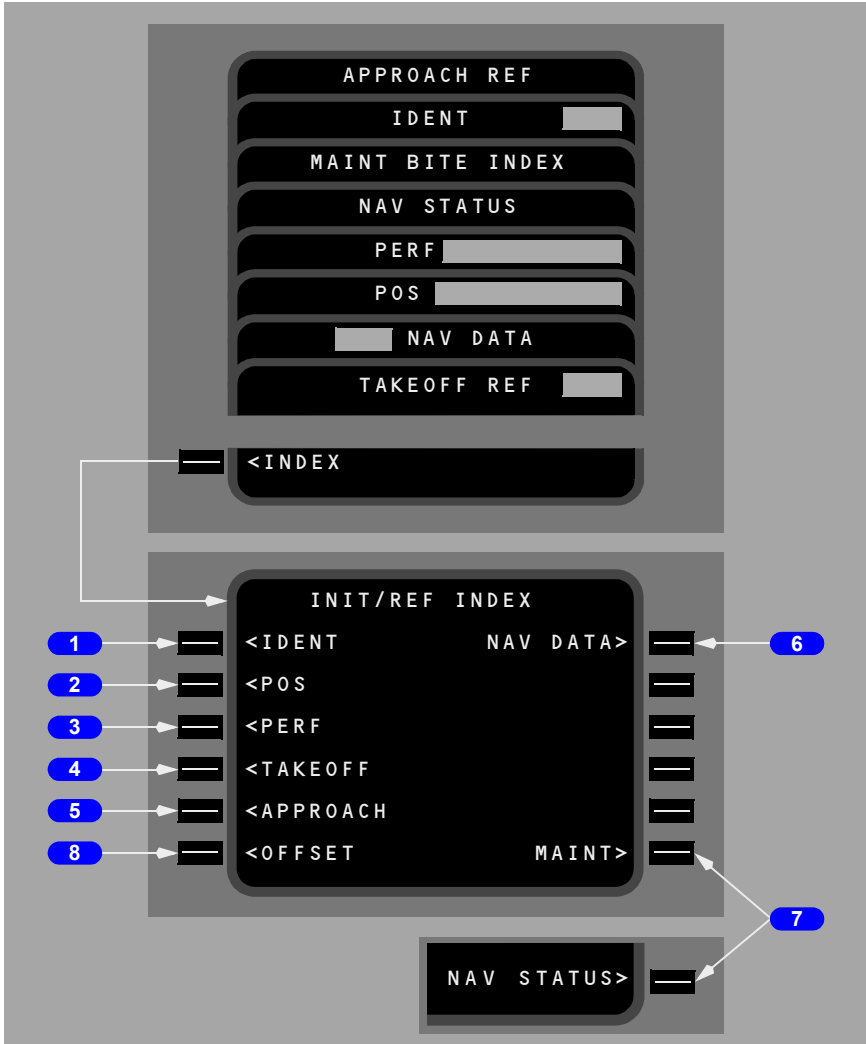 APPROACH REF
IDENT
MAINT BITE INDEX
NAV STATUS
PERF
POS
NAV DATA
TAKEOFF REF
<INDEX
INIT/REF INDEX
1 <IDENT NAV DATA> 6
2 <POS
3 <PERF
4 <TAKEOFF
5 <APPROACH
8 <OFFSET MAINT>
7
NAV STATUS>